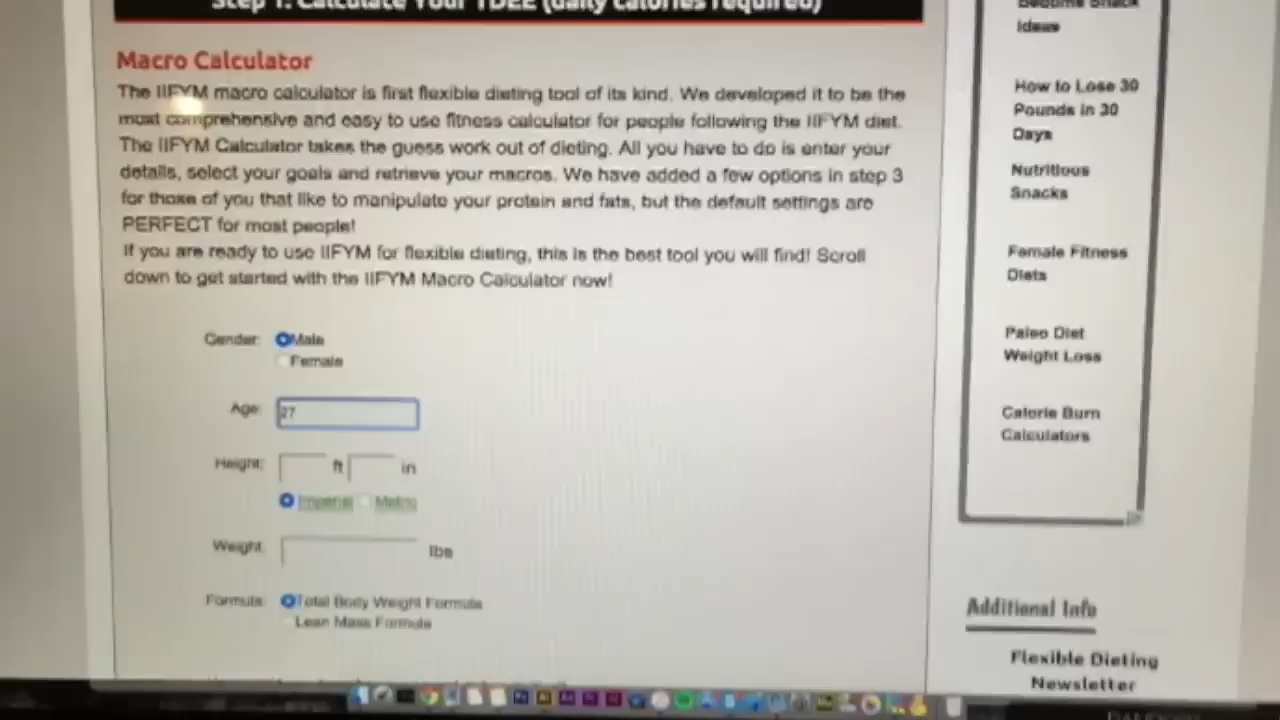 Step 1: Calculate Your TDEE (daily calories required)
Macro Calculator
The IIFYM macro calculator is first flexible dieting tool of its kind. We developed it to be the
most comprehensive and easy to use fitness calculator for people following the IIFYM diet.
The IIFYM Calculator takes the guess work out of dieting. All you have to do is enter your
details, select your goals and retrieve your macros. We have added a few options in step 3
for those of you that like to manipulate your protein and fats, but the default settings are
PERFECT for most people!
If you are ready to use IIFYM for flexible dieting, this is the best tool you will find! Scroll
down to get started with the IIFYM Macro Calculator now!
Gender: Male
Female
Age: 27
Height: ft in
Imperial Metric
Weight: lbs
Formula: Total Body Weight Formula
Lean Mass Formula
Bedtime Snack
Ideas
How to Lose 30
Pounds in 30
Days
Nutritious
Snacks
Female Fitness
Diets
Paleo Diet
Weight Loss
Calorie Burn
Calculators
Additional Info
Flexible Dieting
Newsletter